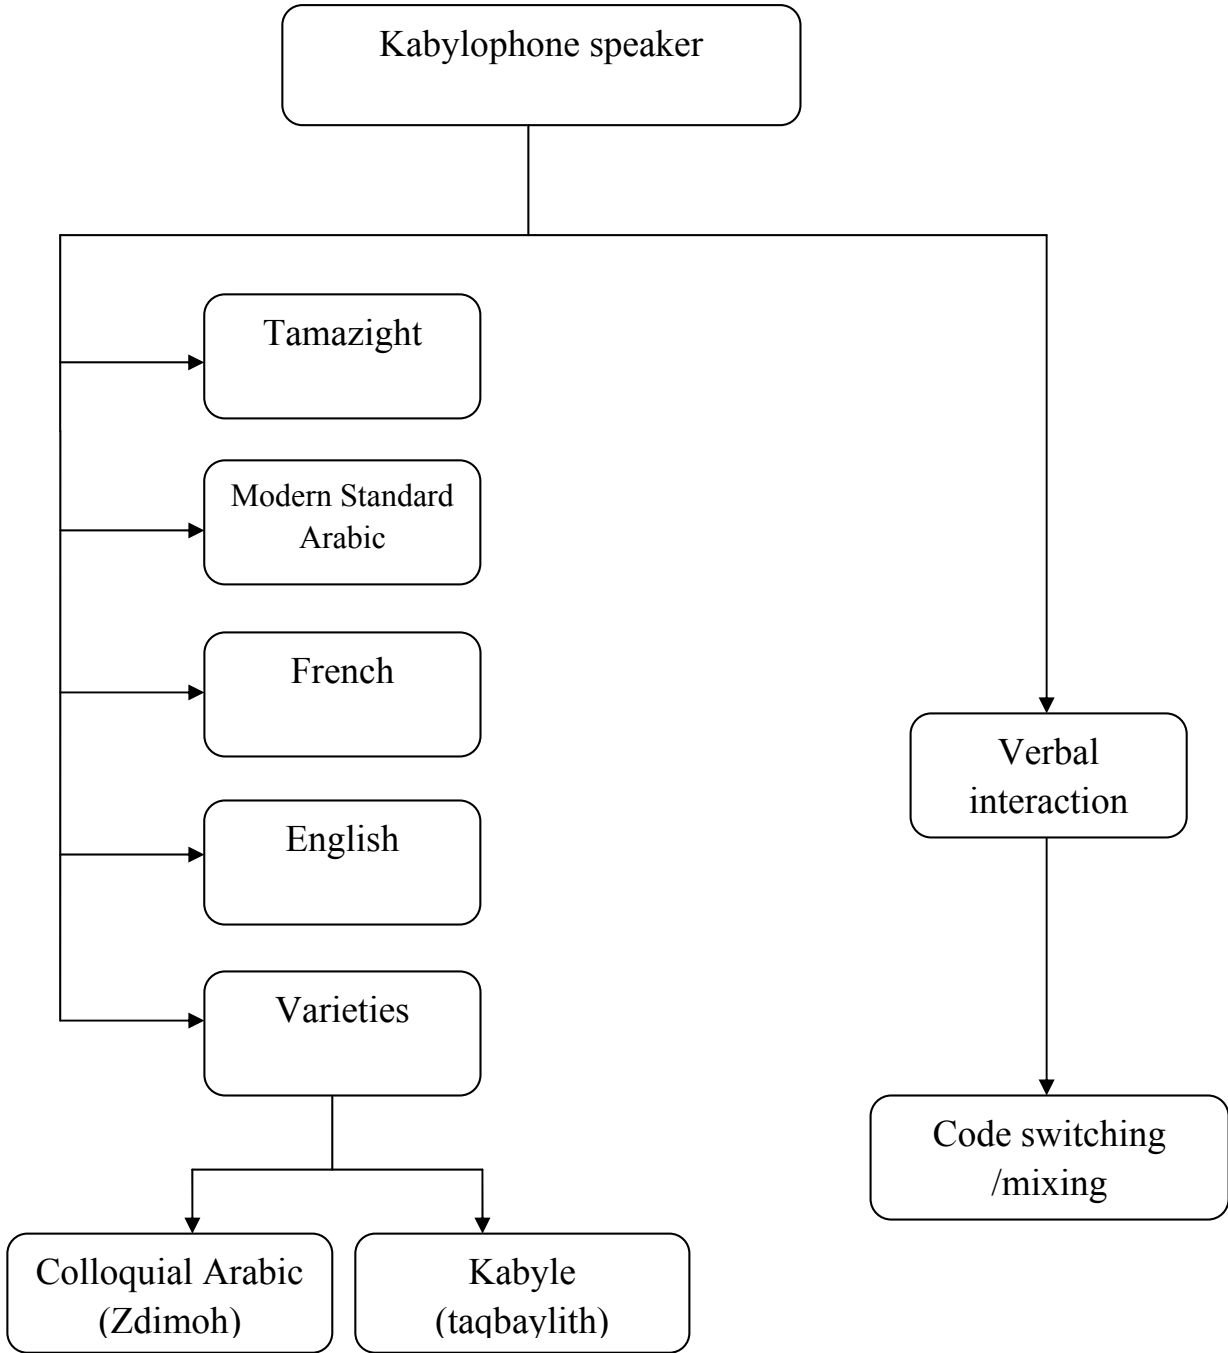 Kabylophone speaker
Tamazight
Modern Standard
Arabic
French
English
Varieties
Colloquial Arabic
(Zdimoh)
Kabyle
(taqbaylith)
Verbal
interaction
Code switching
/mixing